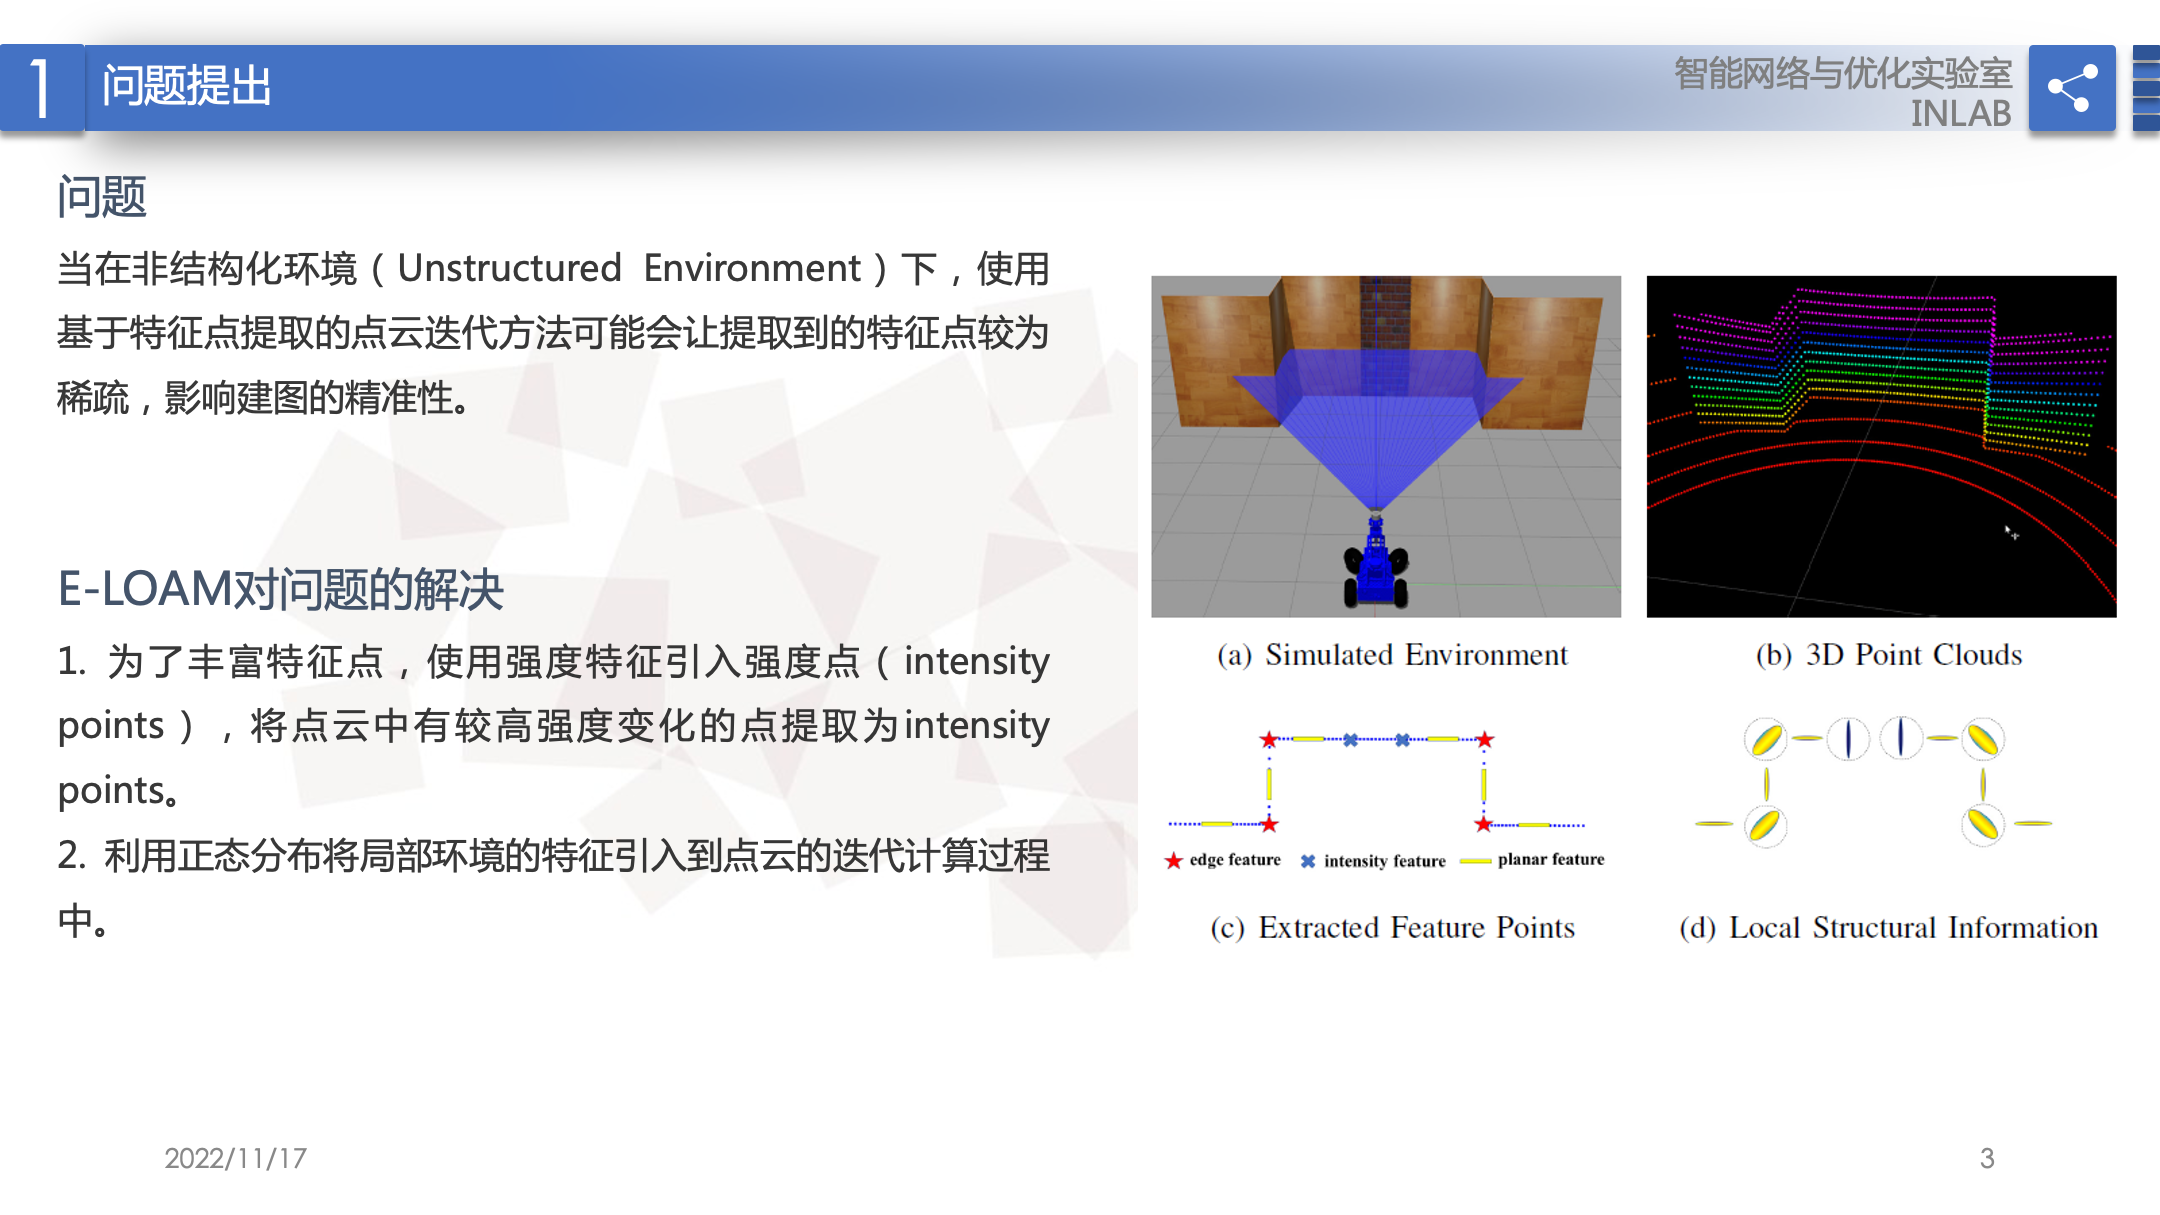 1
问题提出
智能网络与优化实验室
INLAB
问题
当在非结构化环境（Unstructured Environment）下，使用
基于特征点提取的点云迭代方法可能会让提取到的特征点较为
稀疏，影响建图的精准性。
E-LOAM对问题的解决
1. 为了丰富特征点，使用强度特征引入强度点（intensity
points），将点云中有较高强度变化的点提取为intensity
points。
2. 利用正态分布将局部环境的特征引入到点云的迭代计算过程
中。
(a) Simulated Environment
(b) 3D Point Clouds
edge feature
intensity feature
planar feature
(c) Extracted Feature Points
(d) Local Structural Information
2022/11/17
3